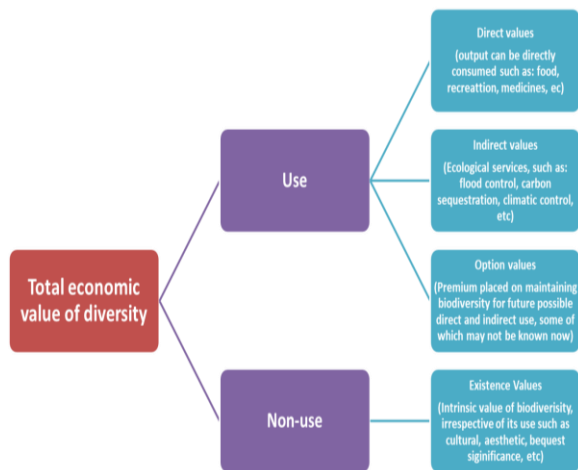 Direct values
(output can be directly
consumed such as: food,
recreattion, medicines, ec)
Use
Indirect values
(Ecological services, such as:
flood control, carbon
sequestration, climatic control,
etc)
Total economic
value of diversity
Option values
(Premium placed on maintaining
biodiversity for future possible
direct and indirect use, some of
which may not be known now)
Non-use
Existence Values
(Intrinsic value of biodiverisity,
irrespective of its use such as
cultural, aesthetic, bequest
siginificance, etc)